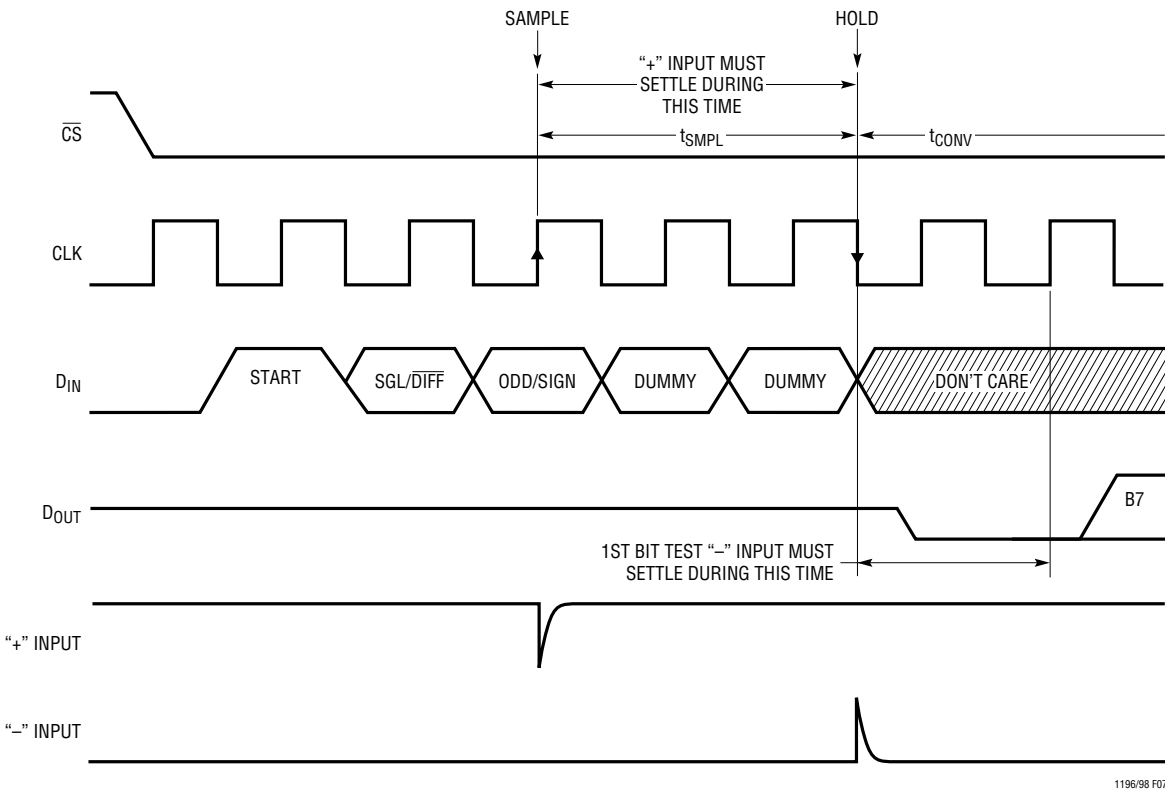 SAMPLE
HOLD
“+” INPUT MUST
SETTLE DURING
THIS TIME
CS
tSMPL
tCONV
CLK
DIN
START
SGL/DIFF
ODD/SIGN
DUMMY
DUMMY
DON'T CARE
DOUT
B7
1ST BIT TEST “–” INPUT MUST
SETTLE DURING THIS TIME
“+” INPUT
“–” INPUT
1196/98 F07